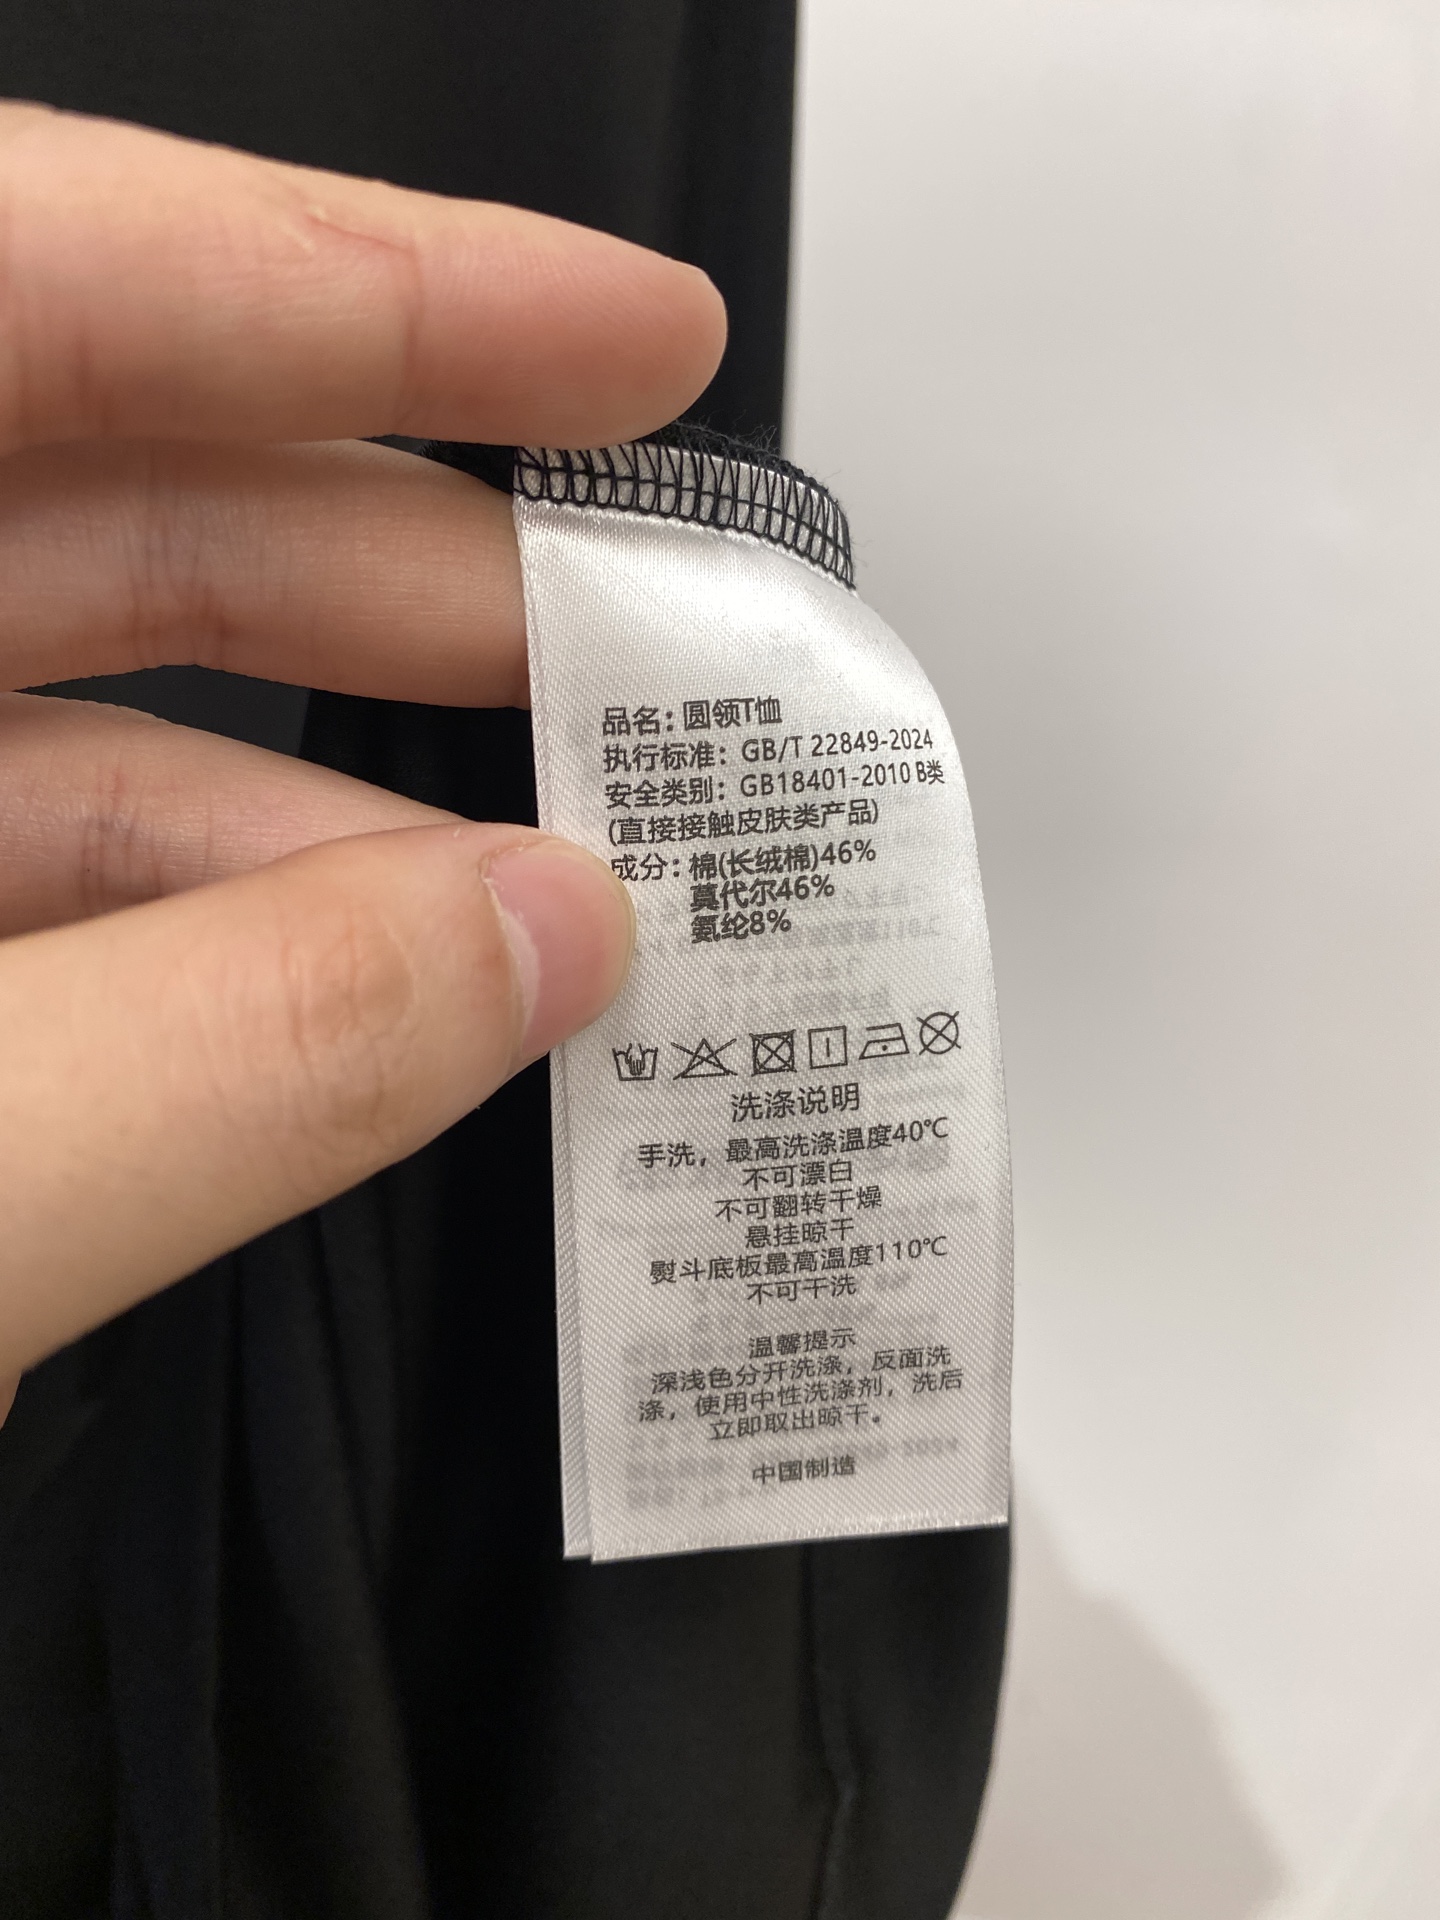 品名：圆领T恤
执行标准：GB/T 22849-2024
安全类别：GB18401-2010 B类
(直接接触皮肤类产品)
成分：棉(长绒棉)46%
莫代尔46%
氨纶8%
洗涤说明
手洗，最高洗涤温度40℃
不可漂白
不可翻转干燥
悬挂晾干
熨斗底板最高温度110℃
不可干洗
温馨提示
深浅色分开洗涤，反面洗
涤，使用中性洗涤剂，洗后
立即取出晾干。
中国制造